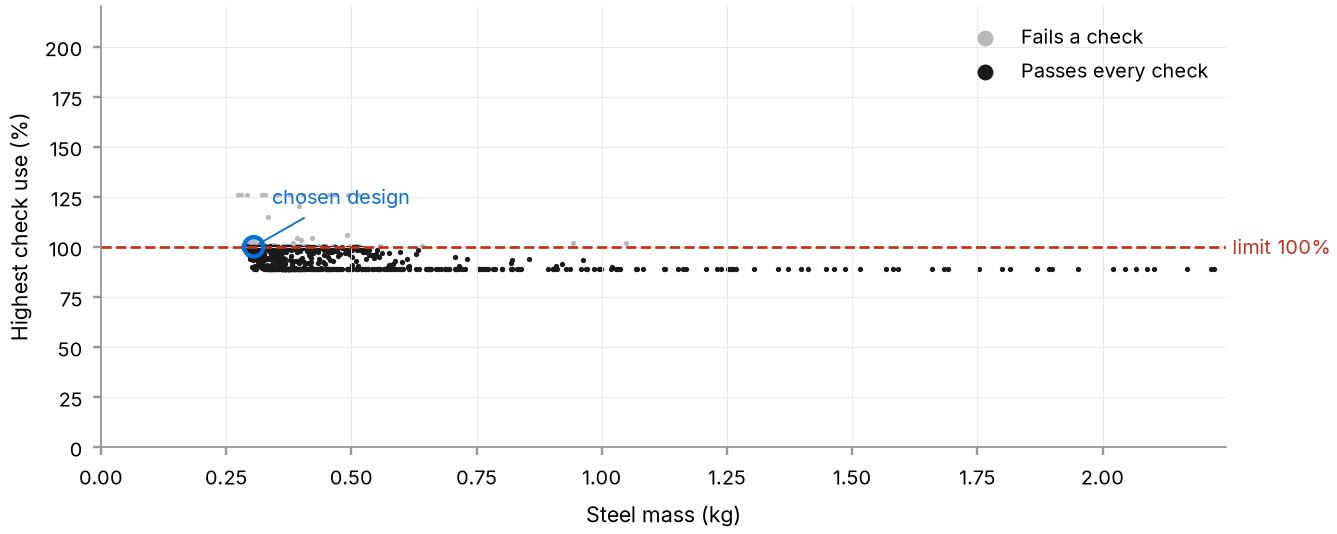 Fails a check
Passes every check
Highest check use (%)
200
175
150
125
100
75
50
25
0
chosen design
limit 100%
0.00 0.25 0.50 0.75 1.00 1.25 1.50 1.75 2.00
Steel mass (kg)